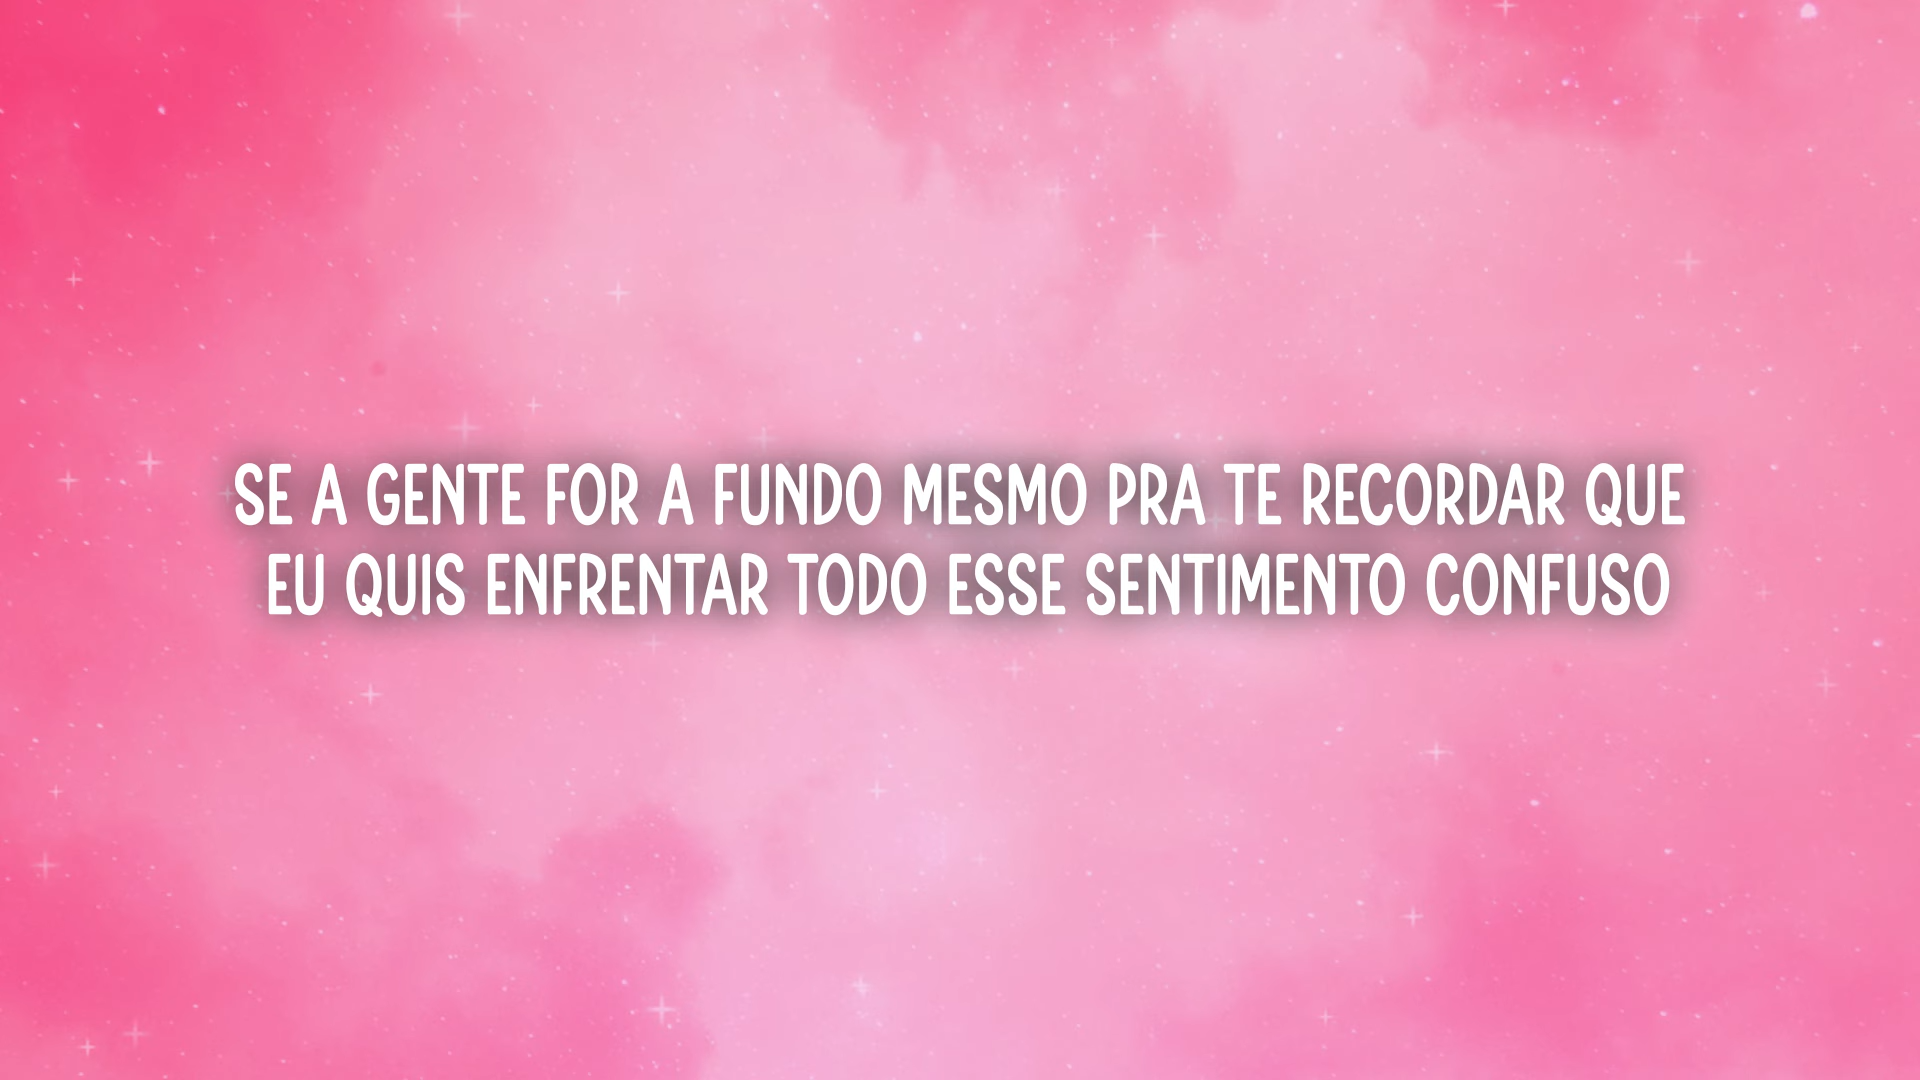 SE A GENTE FOR A FUNDO MESMO PRA TE RECORDAR QUE
EU QUIS ENFRENTAR TODO ESSE SENTIMENTO CONFUSO